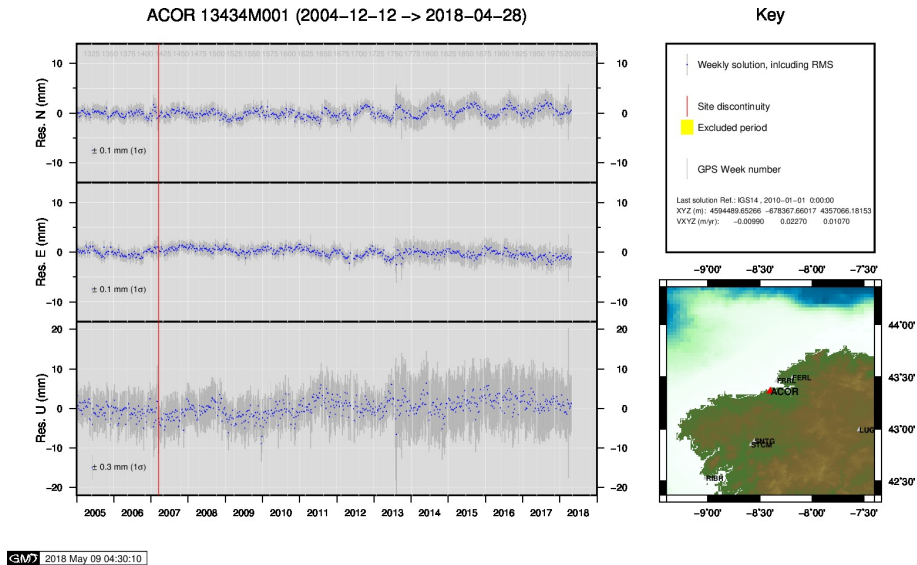 ACOR 13434M001 (2004−12−12 −> 2018−04−28)
Key
Res. N (mm)
10
0
−10
10
0
−10
± 0.1 mm (1σ)
Res. E (mm)
10
0
−10
10
0
−10
± 0.1 mm (1σ)
Res. U (mm)
20
10
0
−10
−20
20
10
0
−10
−20
± 0.3 mm (1σ)
2005 2006 2007 2008 2009 2010 2011 2012 2013 2014 2015 2016 2017 2018
Weekly solution, inlcuding RMS
Site discontinuity
Excluded period
GPS Week number
Last solution Ref.: IGS14 , 2010−01−01 0:00:00
XYZ (m): 4594489.65266 −678367.66017 4357066.18153
VXYZ (m/yr): −0.00990 0.02270 0.01070
−9˚00' −8˚30' −8˚00' −7˚30'
44˚00'
43˚30'
43˚00'
42˚30'
FERL
ACOR
LUG
SNTG
STCM
RIBR
−9˚00' −8˚30' −8˚00' −7˚30'
GMT 2018 May 09 04:30:10